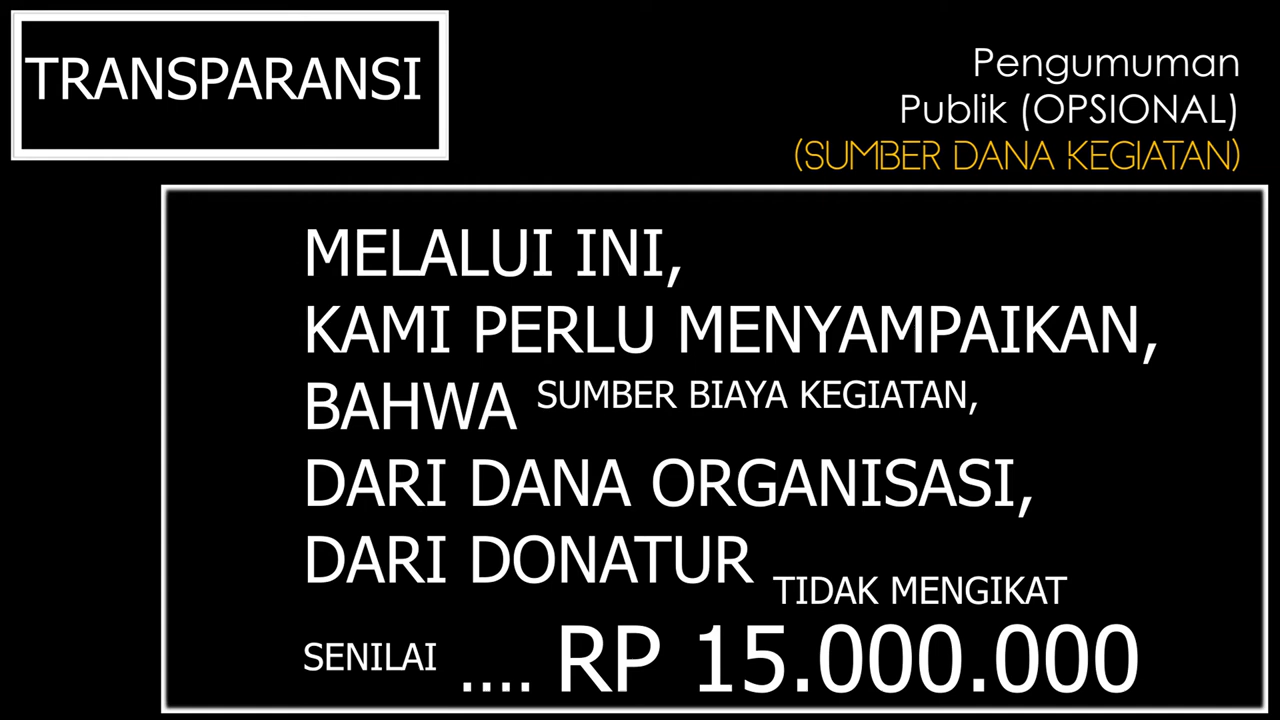 TRANSPARANSI
Pengumuman
Publik (OPSIONAL)
(SUMBER DANA KEGIATAN)
MELALUI INI,
KAMI PERLU MENYAMPAIKAN,
BAHWA SUMBER BIAYA KEGIATAN,
DARI DANA ORGANISASI,
DARI DONATUR TIDAK MENGIKAT
SENILAI .... RP 15.000.000